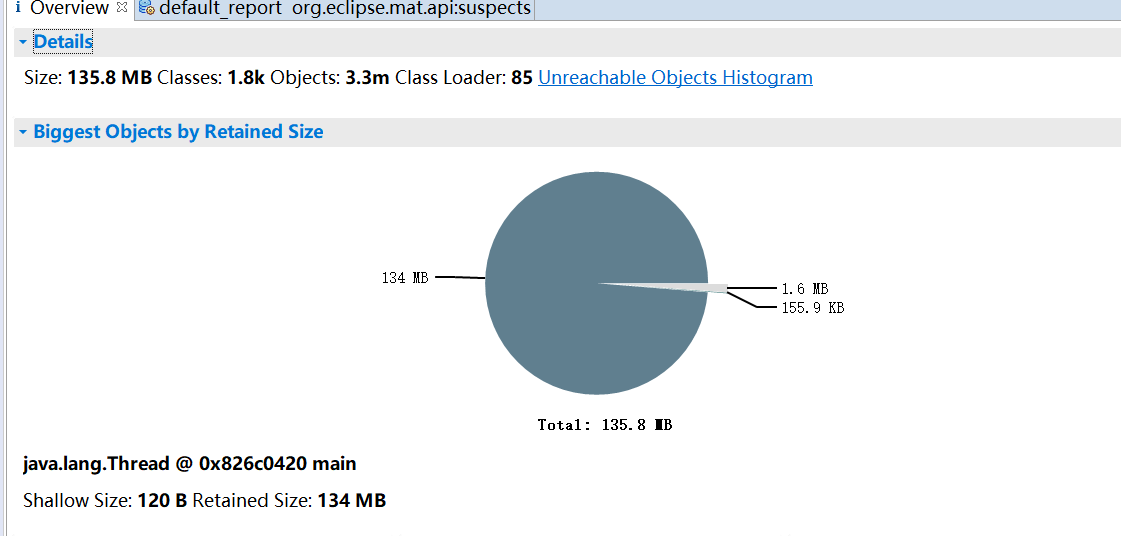 i Overview
default_report org.eclipse.mat.api:suspects
Details
Size: 135.8 MB Classes: 1.8k Objects: 3.3m Class Loader: 85 Unreachable Objects Histogram
Biggest Objects by Retained Size
134 MB
1.6 MB
155.9 KB
Total: 135.8 MB
java.lang.Thread @ 0x826c0420 main
Shallow Size: 120 B Retained Size: 134 MB